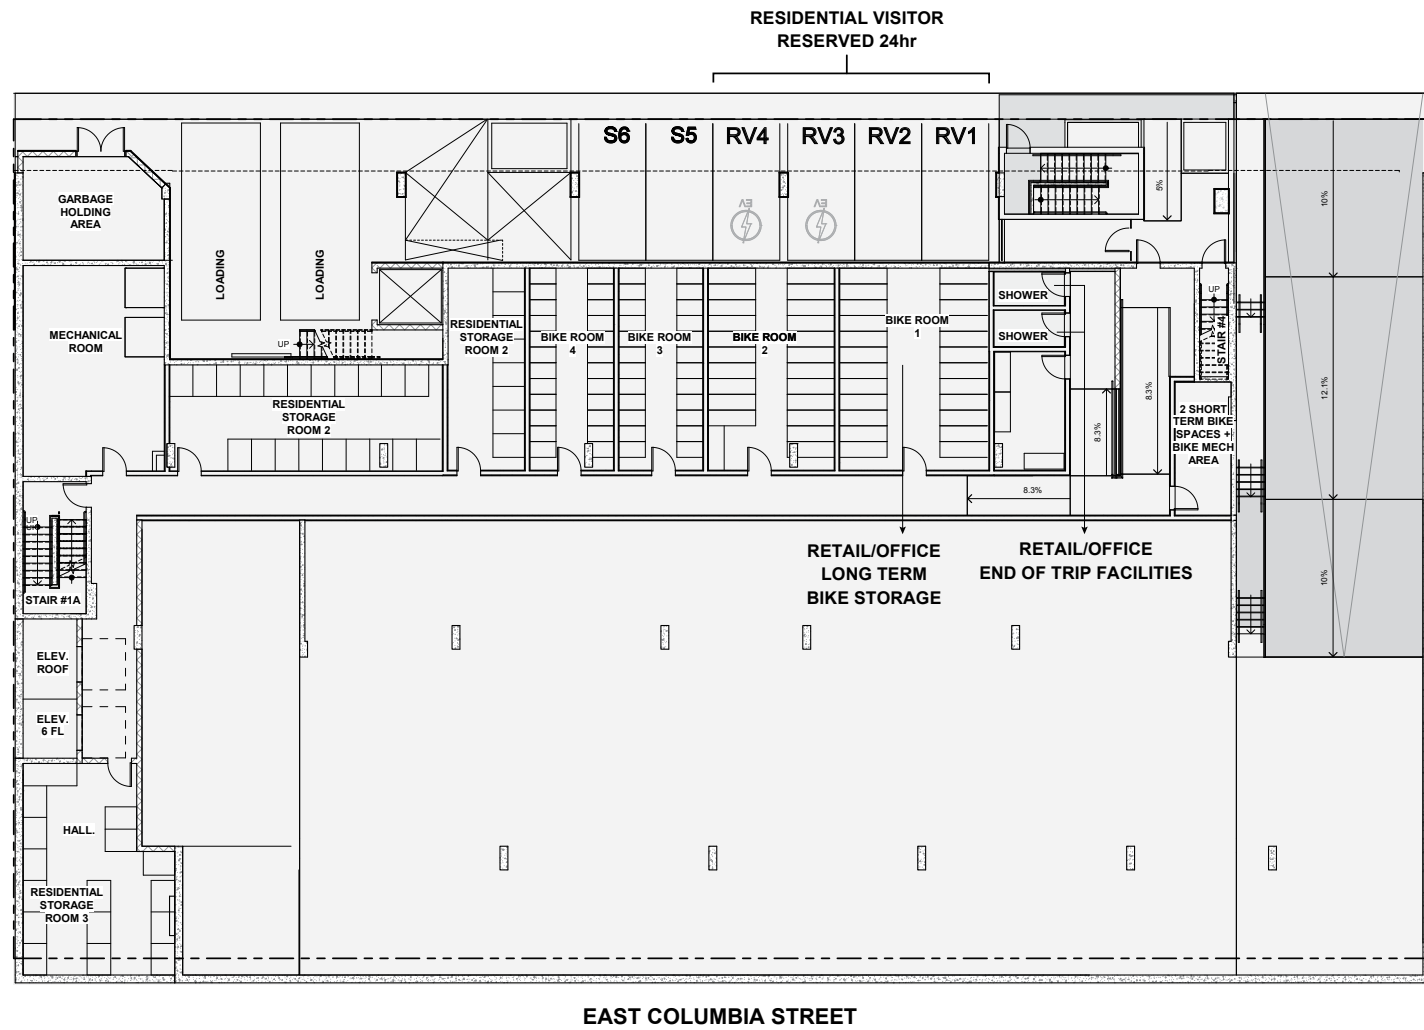 RESIDENTIAL VISITOR
RESERVED 24hr
S6
S5
RV4
RV3
RV2
RV1
EV
EV
GARBAGE
HOLDING
AREA
LOADING
LOADING
5%
10%
MECHANICAL
ROOM
UP
RESIDENTIAL
STORAGE
ROOM 2
BIKE ROOM
4
BIKE ROOM
3
BIKE ROOM
2
BIKE ROOM
1
SHOWER
SHOWER
UP
STAIR #4
RESIDENTIAL
STORAGE
ROOM 2
8.3%
8.3%
12.1%
2 SHORT
TERM BIKE
SPACES +
BIKE MECH
AREA
8.3%
UP
STAIR #1A
RETAIL/OFFICE
LONG TERM
BIKE STORAGE
RETAIL/OFFICE
END OF TRIP FACILITIES
10%
ELEV.
ROOF
ELEV.
6 FL
HALL.
RESIDENTIAL
STORAGE
ROOM 3
EAST COLUMBIA STREET